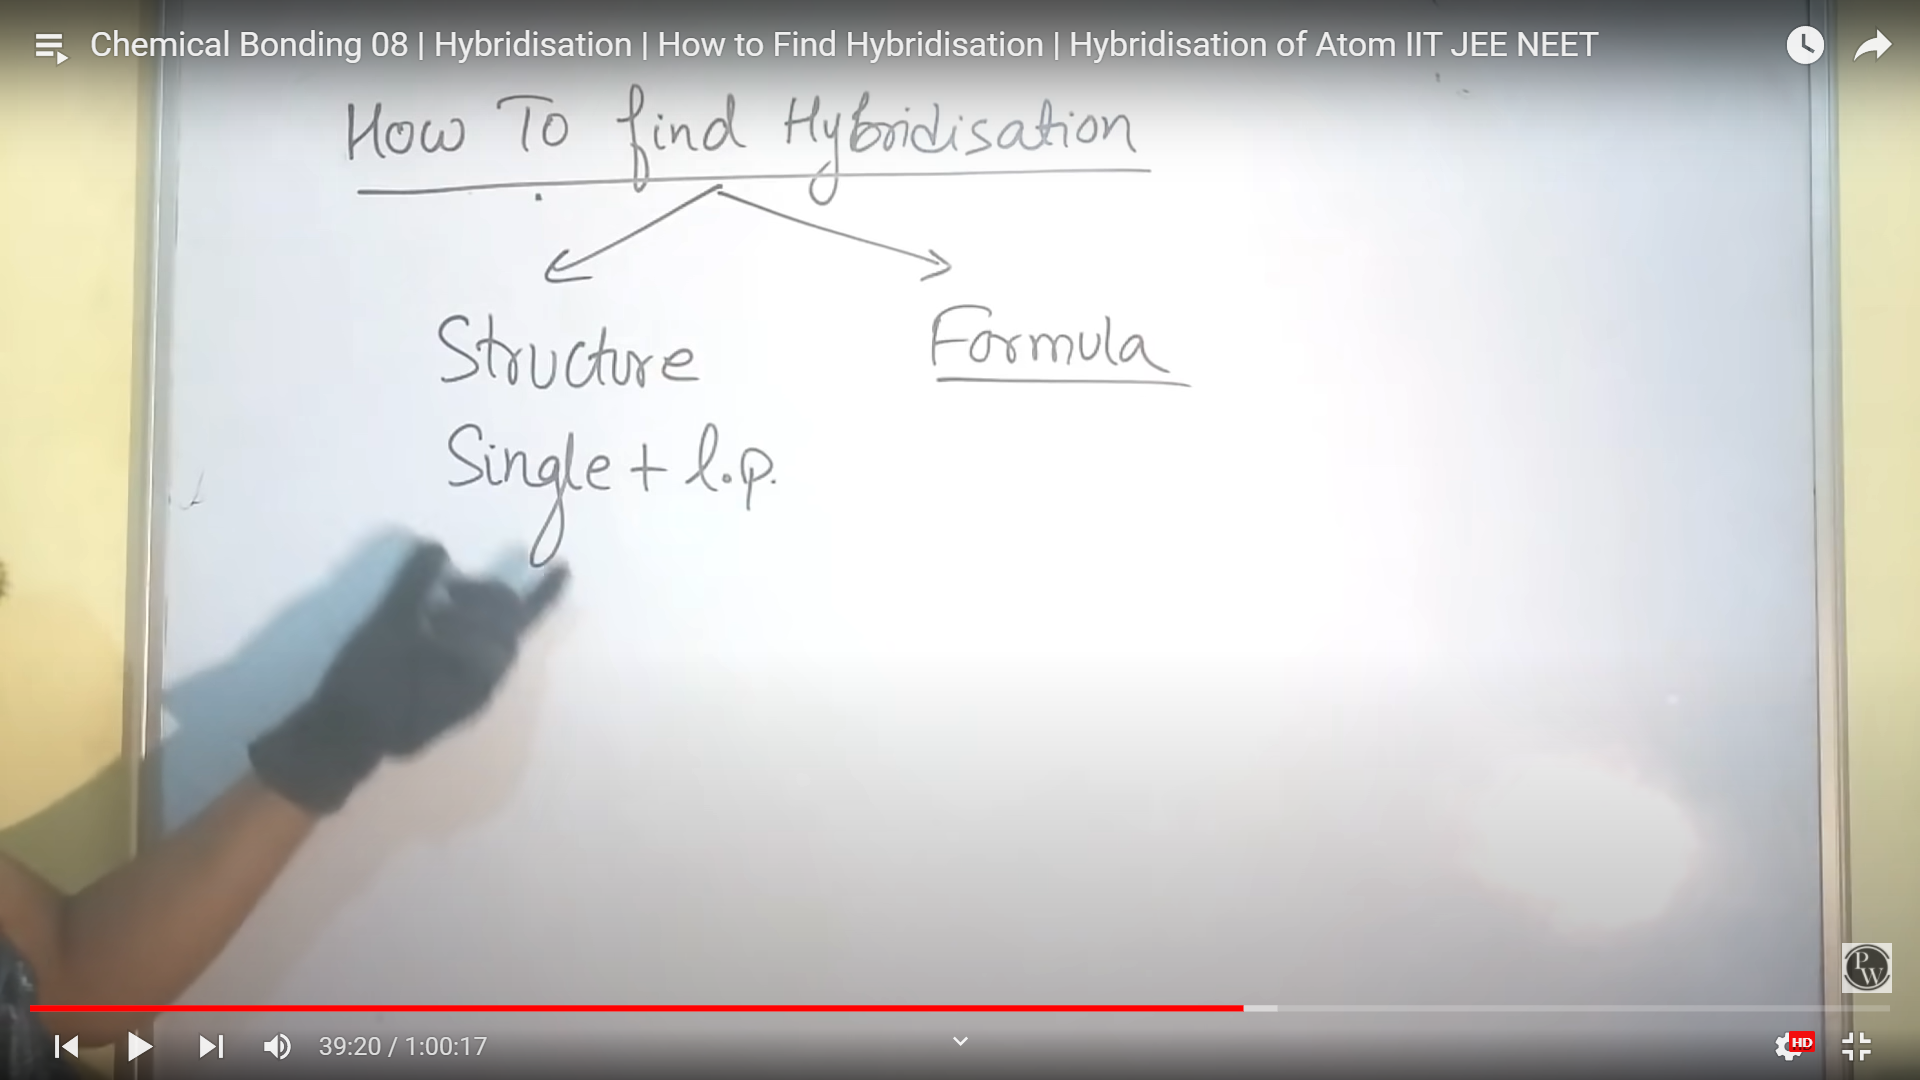 Chemical Bonding 08 | Hybridisation | How to Find Hybridisation | Hybridisation of Atom IIT JEE NEET
How To find Hybridisation
Structure Formula
Single + l.p.
PW
39:20 / 1:00:17
HD